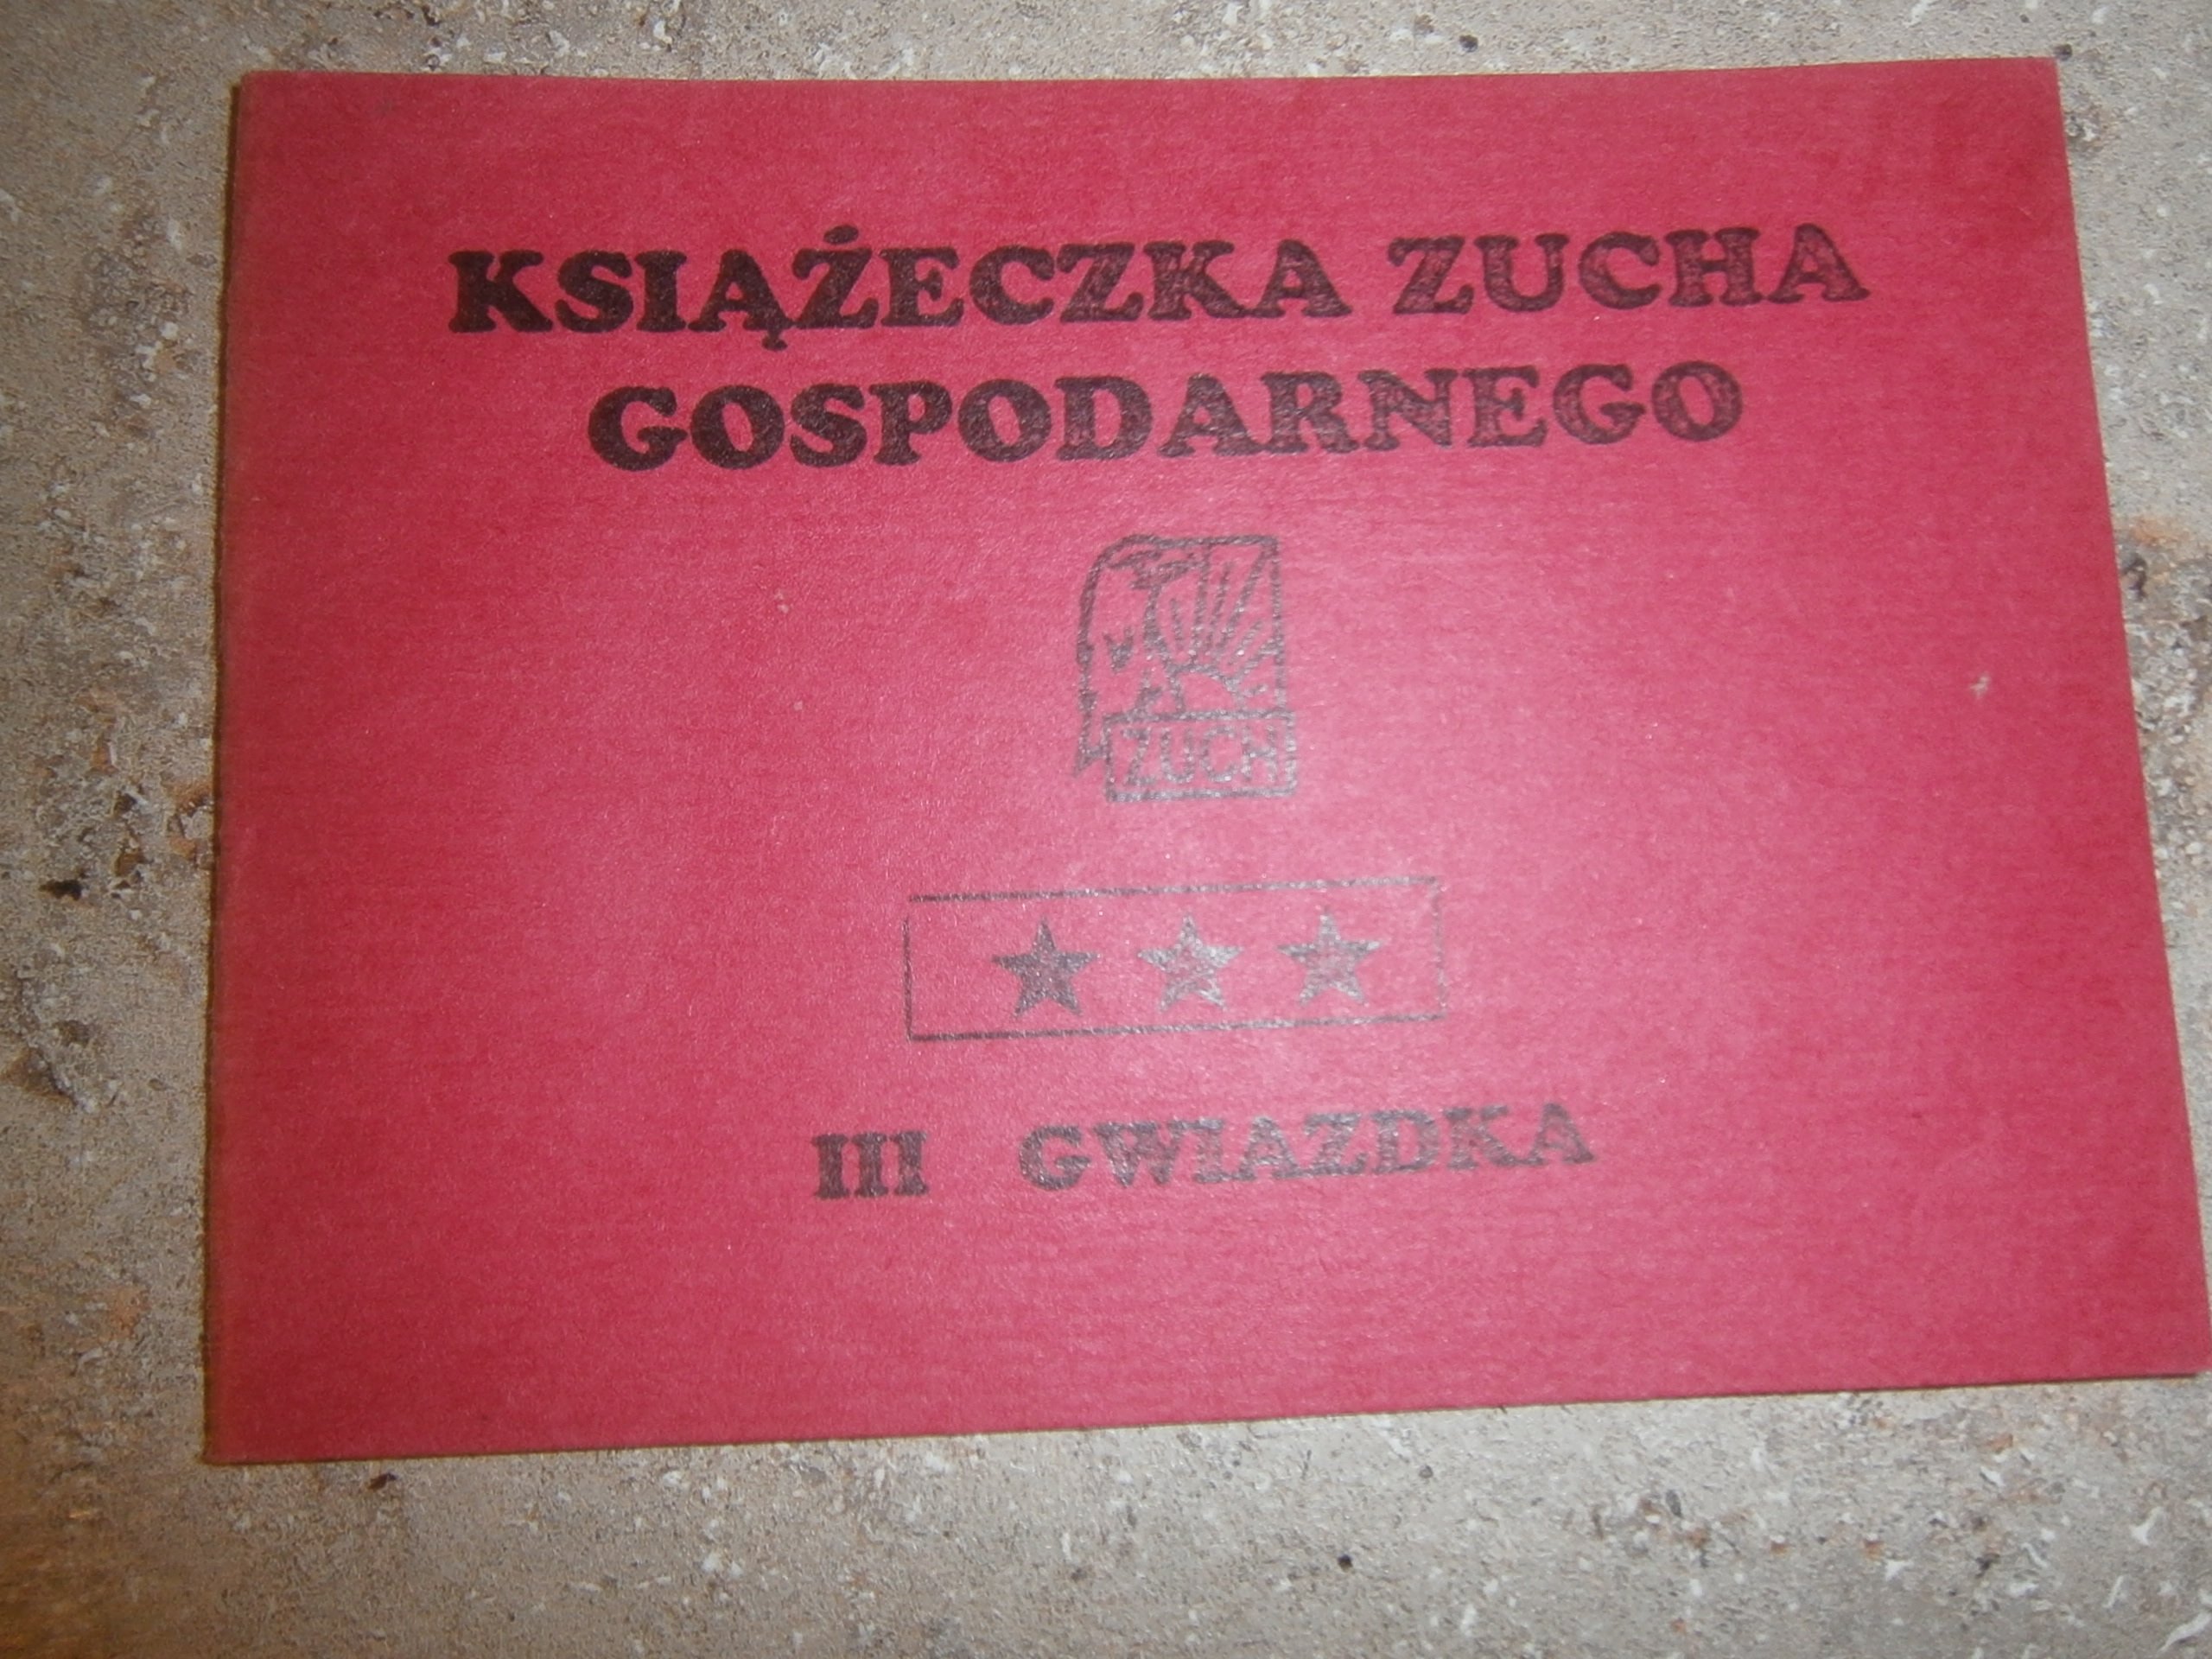 KSIĄŻECZKA ZUCHA
GOSPODARNEGO
ZUCH
III GWIAZDKA